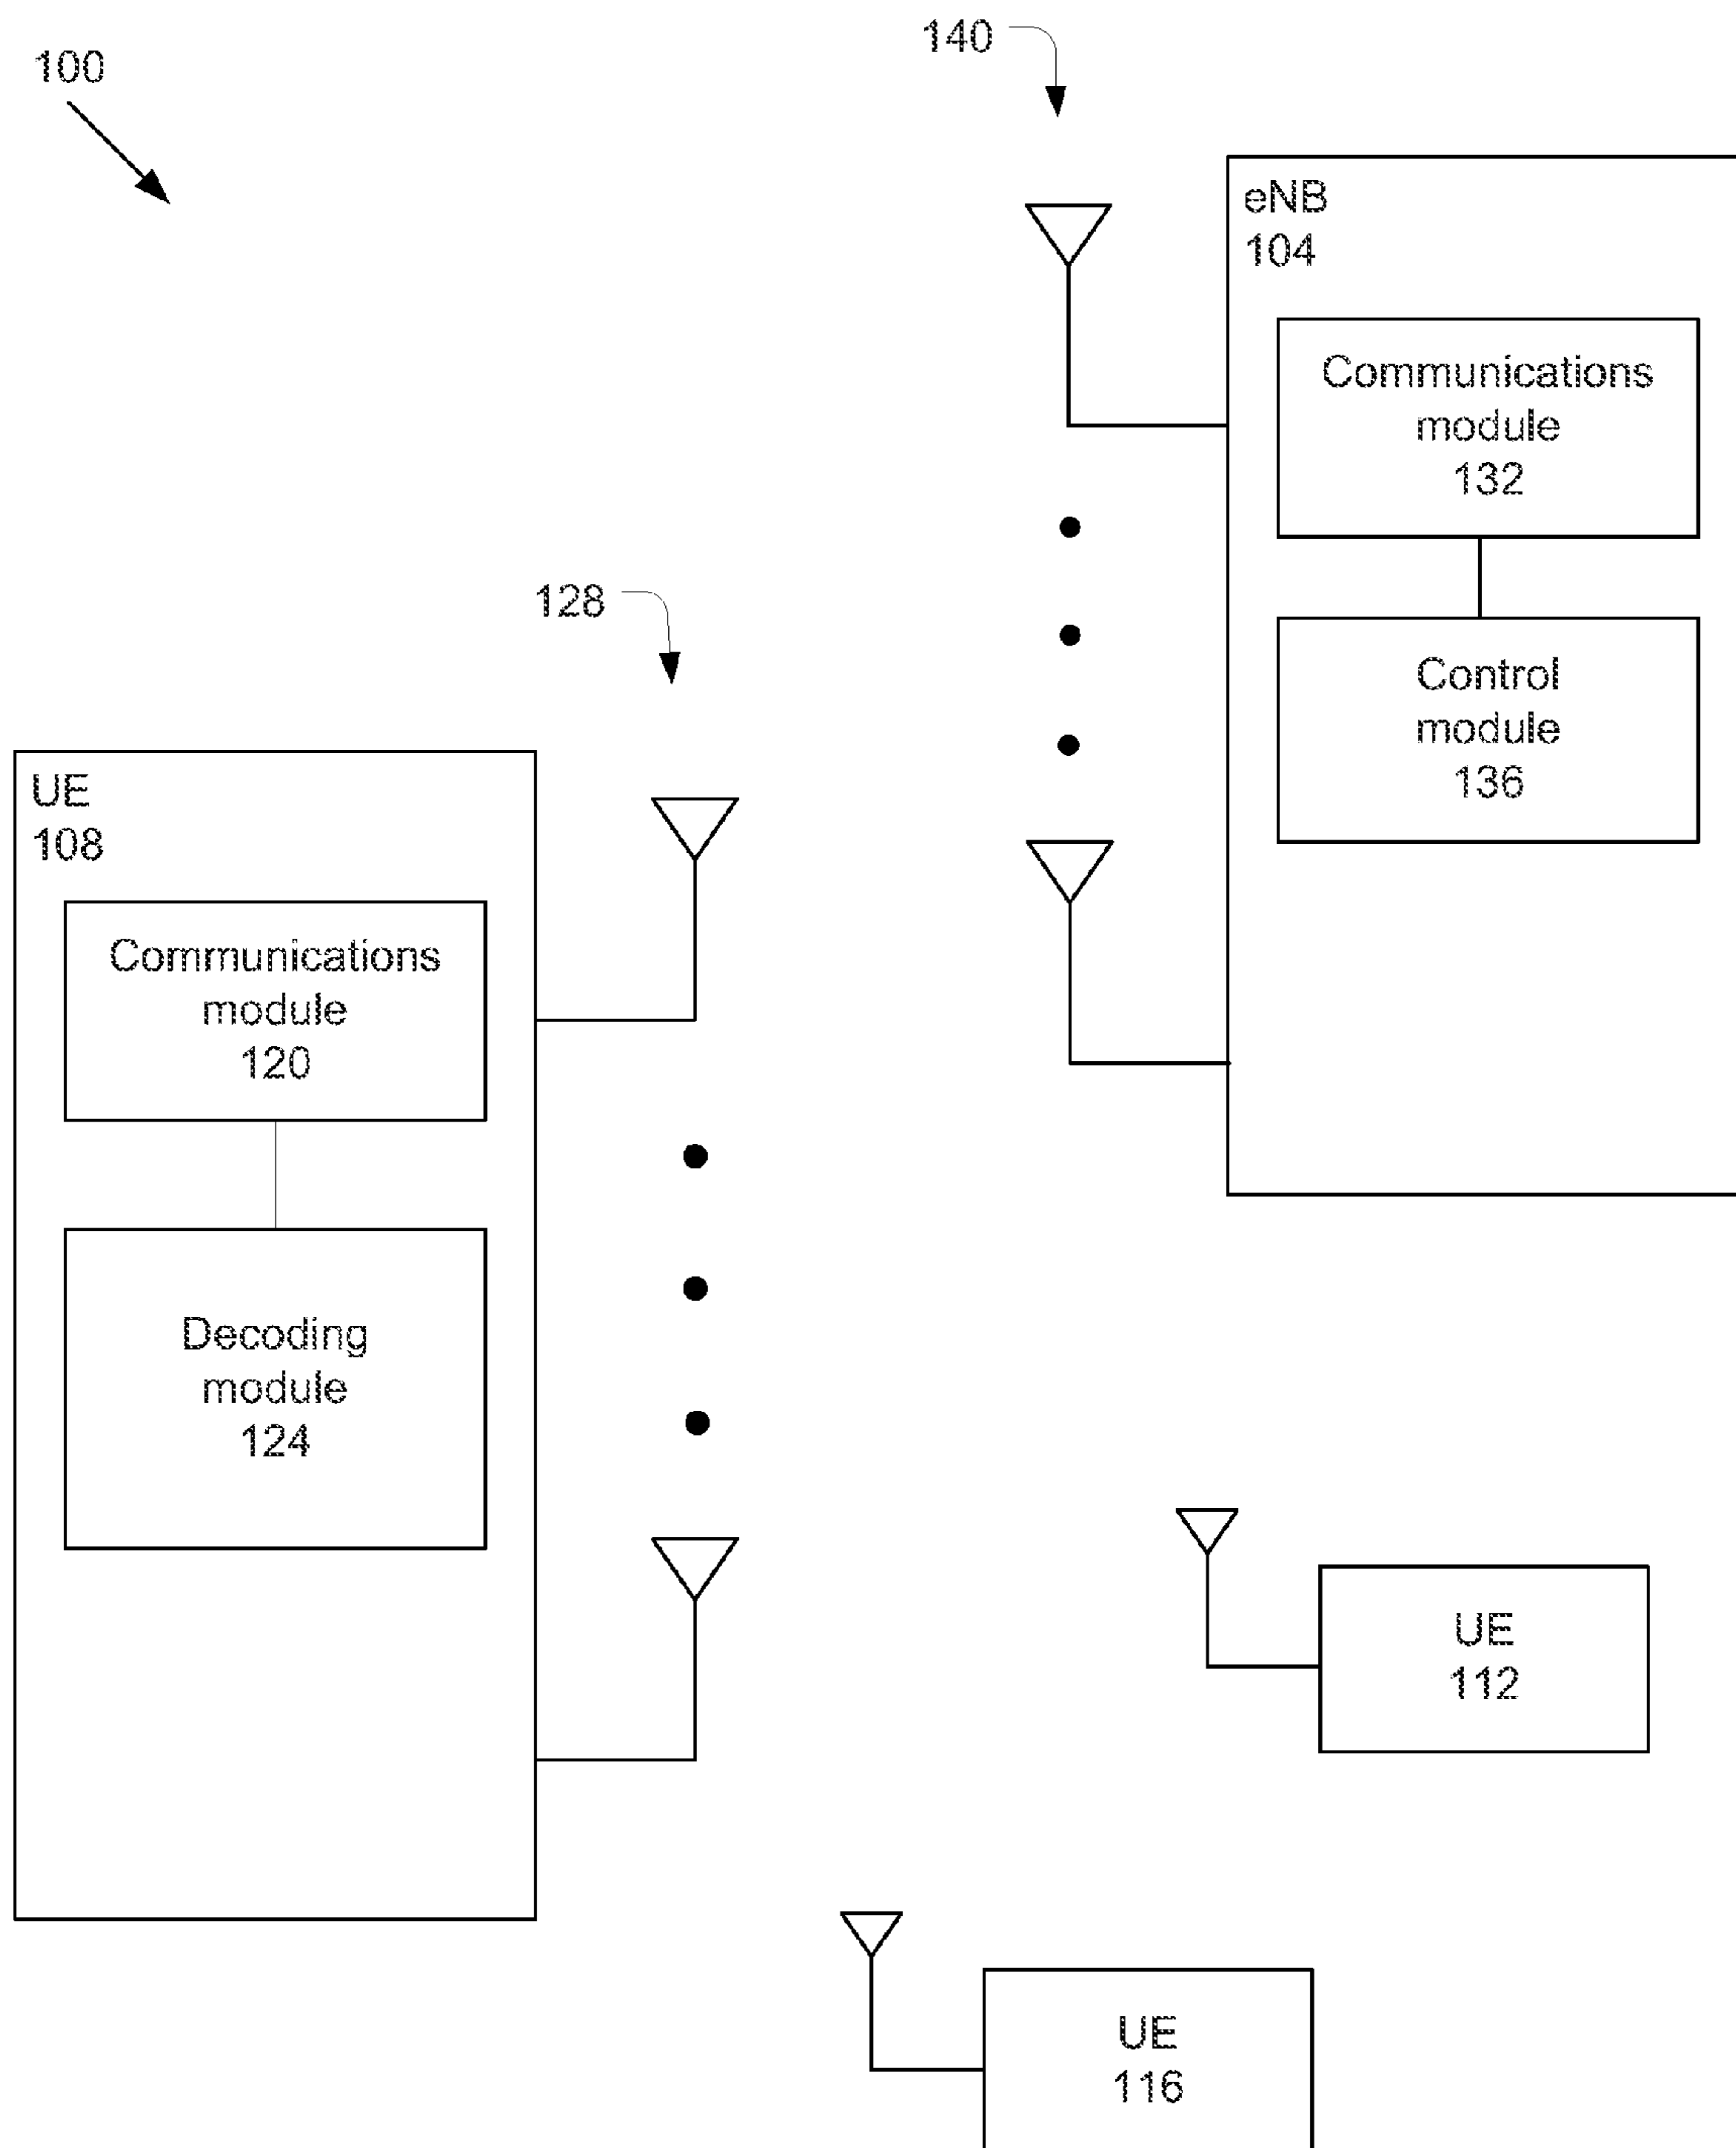 100
140
eNB
104
Communications
module
132
Control
module
136
128
UE
108
Communications
module
120
Decoding
module
124
UE
112
UE
116